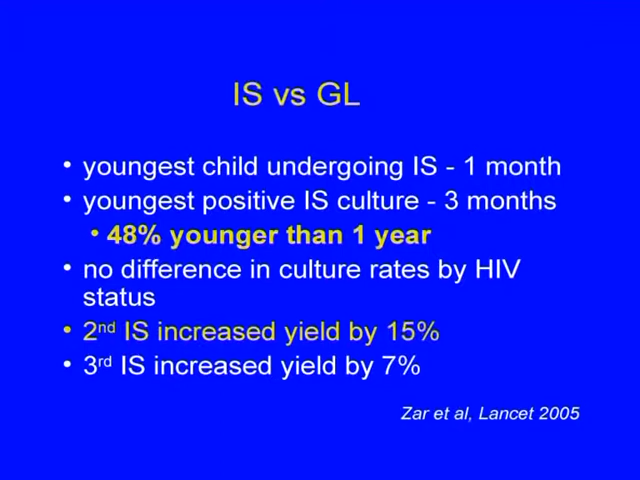 IS vs GL
• youngest child undergoing IS - 1 month
• youngest positive IS culture - 3 months
• 48% younger than 1 year
• no difference in culture rates by HIV
status
• 2nd IS increased yield by 15%
• 3rd IS increased yield by 7%
Zar et al, Lancet 2005